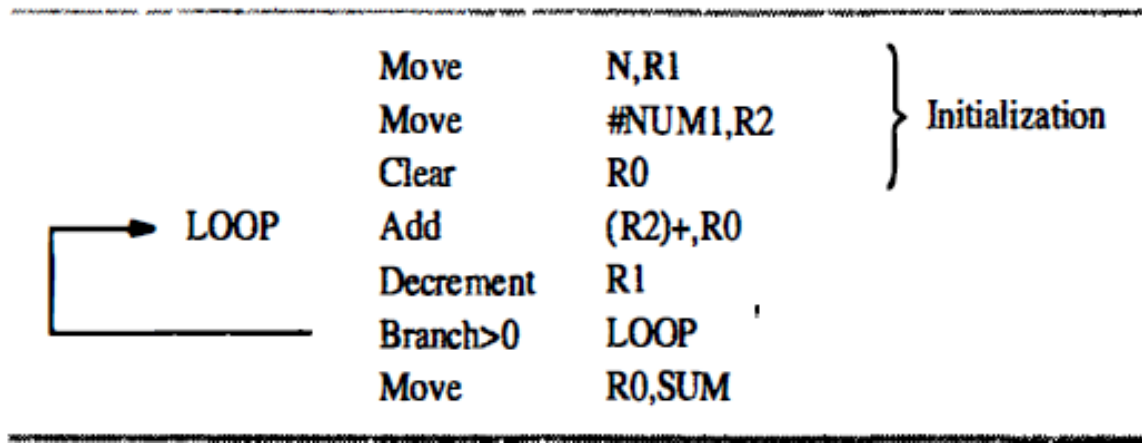 Move N,R1
Move #NUM1,R2
Initialization
Clear R0
LOOP Add (R2)+,R0
Decrement R1
Branch>0 LOOP
Move R0,SUM